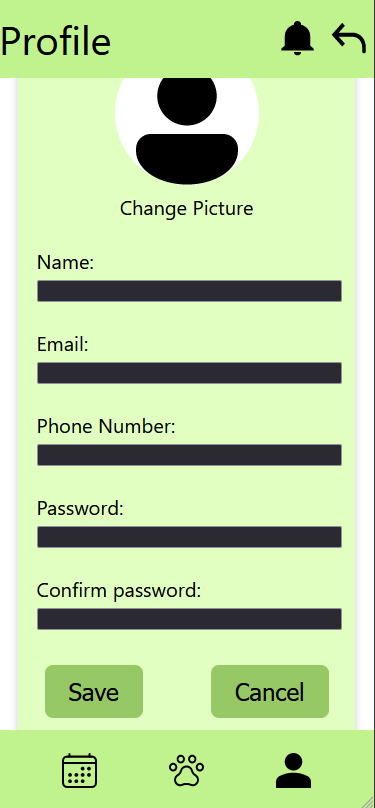 Profile
Change Picture
Name:
Email:
Phone Number:
Password:
Confirm password:
Save
Cancel